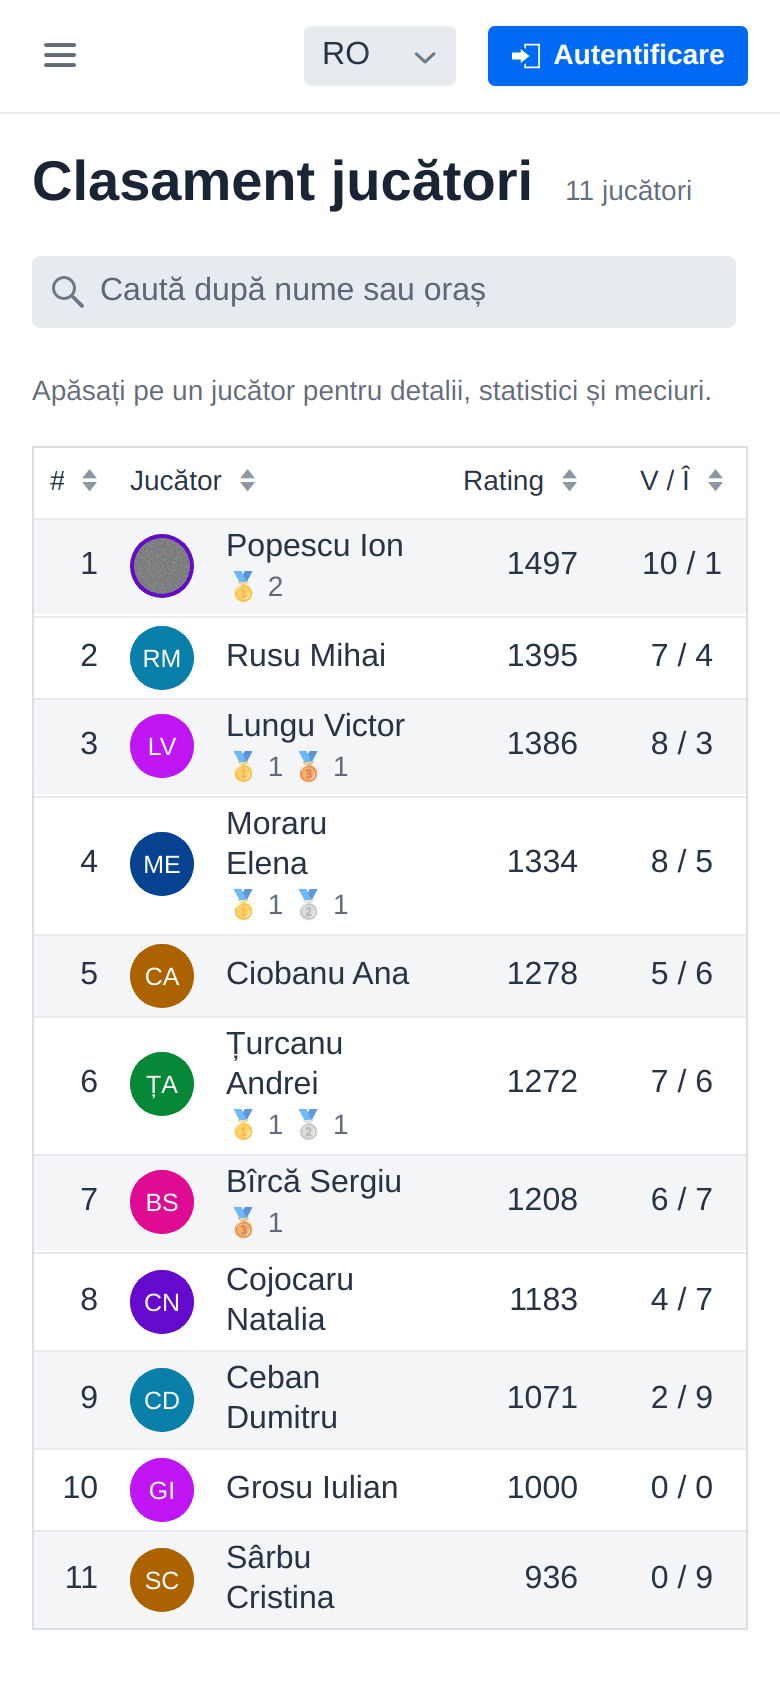 RO
Autentificare
Clasament jucători 11 jucători
Caută după nume sau oraș
Apăsați pe un jucător pentru detalii, statistici și meciuri.
# Jucător Rating V / Î
1 Popescu Ion 1497 10 / 1
🥇 2
2 RM Rusu Mihai 1395 7 / 4
3 LV Lungu Victor 1386 8 / 3
🥇 1 🥉 1
4 ME Moraru 1334 8 / 5
Elena
🥇 1 🥈 1
5 CA Ciobanu Ana 1278 5 / 6
6 ȚA Țurcanu 1272 7 / 6
Andrei
🥇 1 🥈 1
7 BS Bîrcă Sergiu 1208 6 / 7
🥉 1
8 CN Cojocaru 1183 4 / 7
Natalia
9 CD Ceban 1071 2 / 9
Dumitru
10 GI Grosu Iulian 1000 0 / 0
11 SC Sârbu 936 0 / 9
Cristina